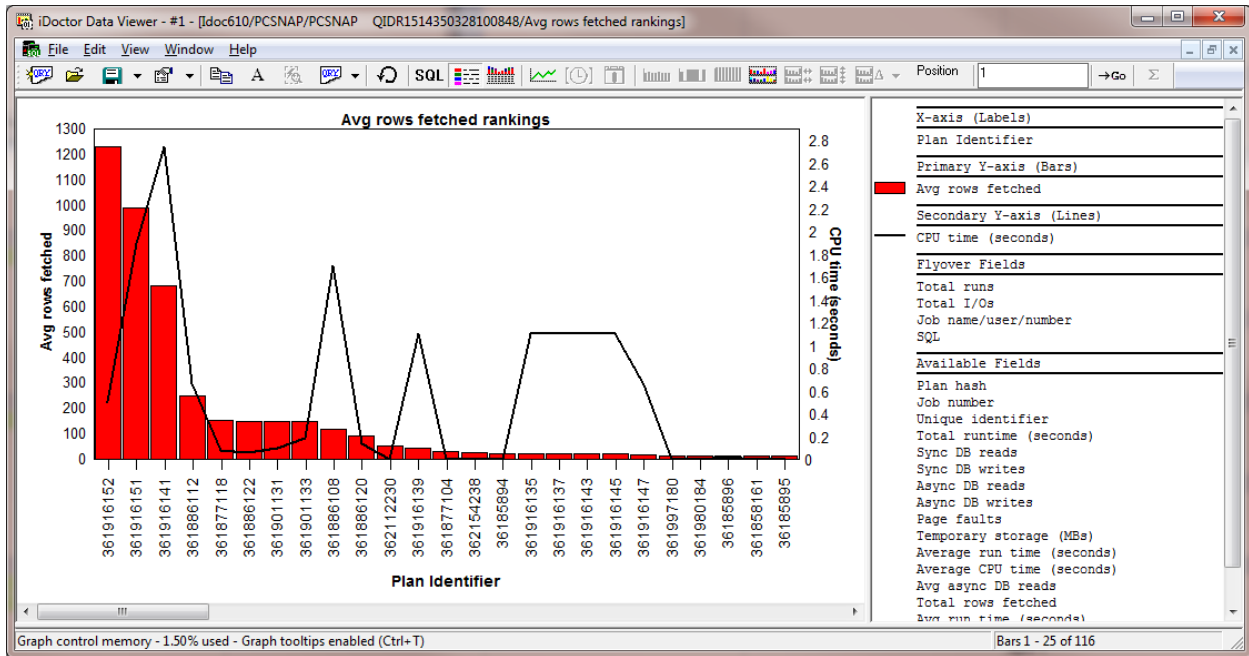 iDoctor Data Viewer - #1 - [Idoc610/PCSNAP/PCSNAP QIDR1514350328100848/Avg rows fetched rankings]
File Edit View Window Help
QRY A QRY SQL Position 1 →Go Σ
Avg rows fetched rankings
Avg rows fetched
1300
1200
1100
1000
900
800
700
600
500
400
300
200
100
0
2.8
2.6
2.4
2.2
2
1.8
1.6
1.4
1.2
1
0.8
0.6
0.4
0.2
0
CPU time (seconds)
361916152
361916151
361916141
361886112
361877118
361886122
361901131
361901133
361886108
361886120
362112230
361916139
361877104
362154238
36185894
361916135
361916137
361916143
361916145
361916147
361997180
361980184
36185896
361858161
36185895
Plan Identifier
X-axis (Labels)
Plan Identifier
Primary Y-axis (Bars)
Avg rows fetched
Secondary Y-axis (Lines)
CPU time (seconds)
Flyover Fields
Total runs
Total I/Os
Job name/user/number
SQL
Available Fields
Plan hash
Job number
Unique identifier
Total runtime (seconds)
Sync DB reads
Sync DB writes
Async DB reads
Async DB writes
Page faults
Temporary storage (MBs)
Average run time (seconds)
Average CPU time (seconds)
Avg async DB reads
Total rows fetched
Avg run time (seconds)
Graph control memory - 1.50% used - Graph tooltips enabled (Ctrl+T)
Bars 1 - 25 of 116